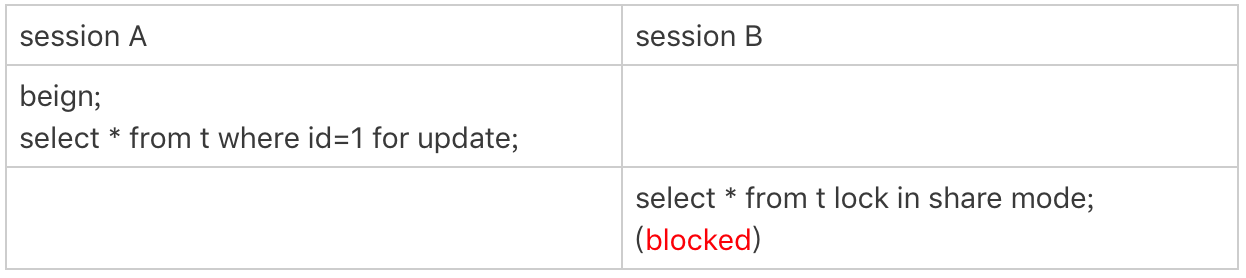 session A
session B
beign;
select * from t where id=1 for update;
select * from t lock in share mode;
(blocked)